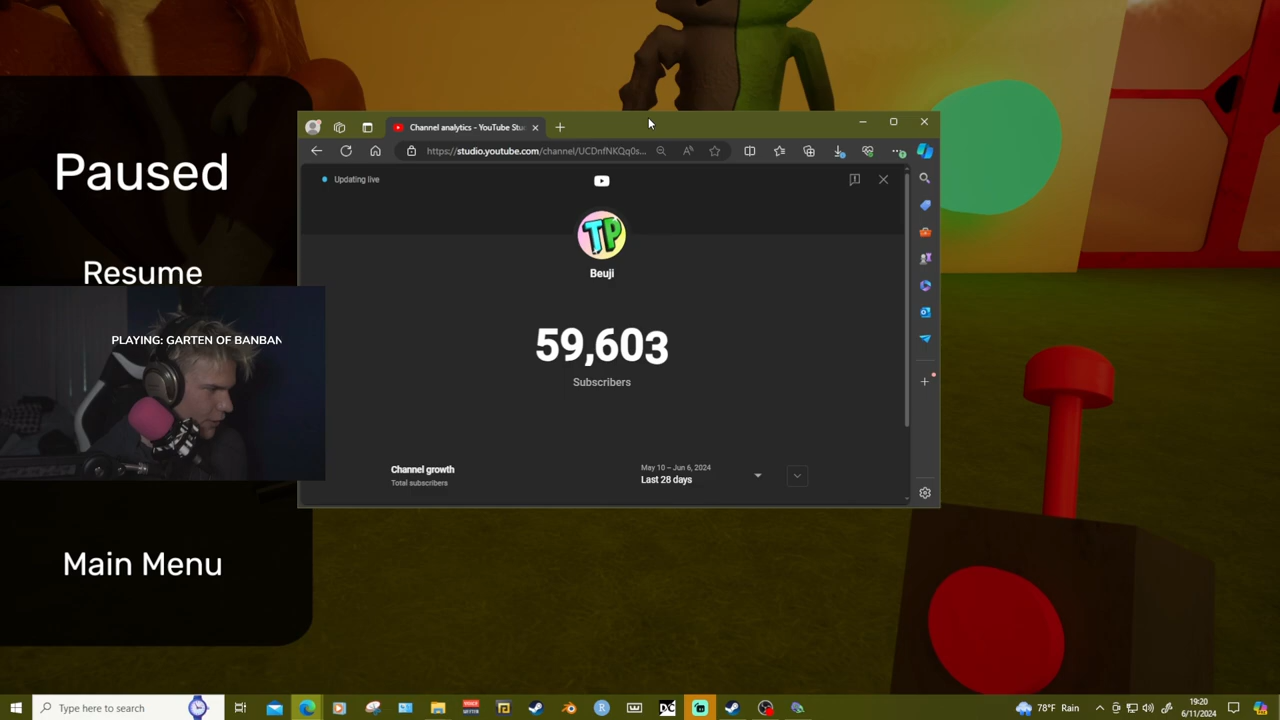 Paused
Resume
PLAYING: GARTEN OF BANBAN
Main Menu
Channel analytics - YouTube Stu
https://studio.youtube.com/channel/UCDnfNKQq0s...
Updating live
TP
Beuji
59,603
Subscribers
Channel growth
Total subscribers
May 10 – Jun 6, 2024
Last 28 days
Type here to search
78°F Rain
19:20
6/11/2024